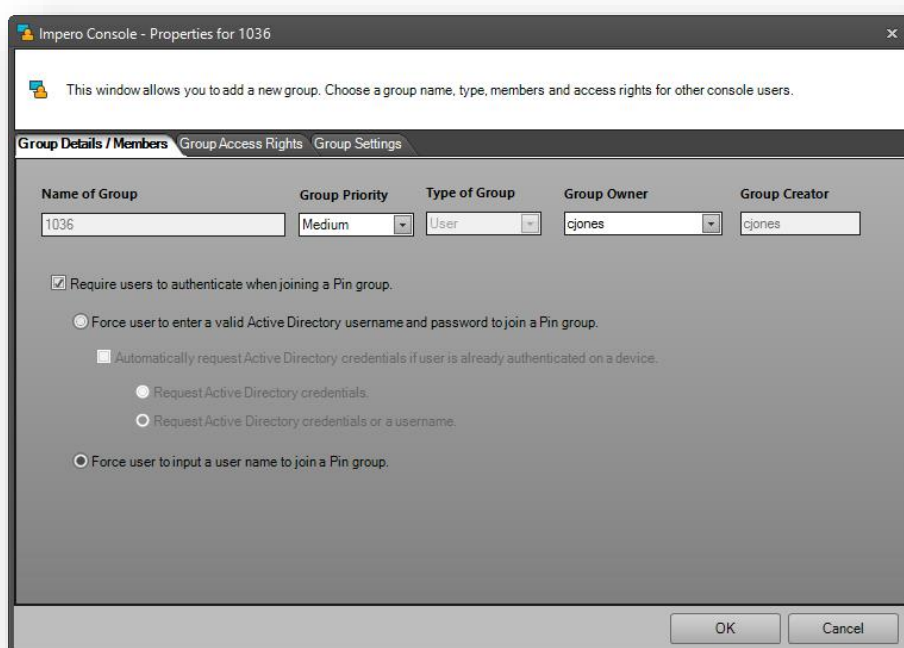 Impero Console - Properties for 1036
This window allows you to add a new group. Choose a group name, type, members and access rights for other console users.
Group Details / Members Group Access Rights Group Settings
Name of Group Group Priority Type of Group Group Owner Group Creator
1036 Medium User cjones cjones
Require users to authenticate when joining a Pin group.
Force user to enter a valid Active Directory username and password to join a Pin group.
Automatically request Active Directory credentials if user is already authenticated on a device.
Request Active Directory credentials.
Request Active Directory credentials or a username.
Force user to input a user name to join a Pin group.
OK Cancel